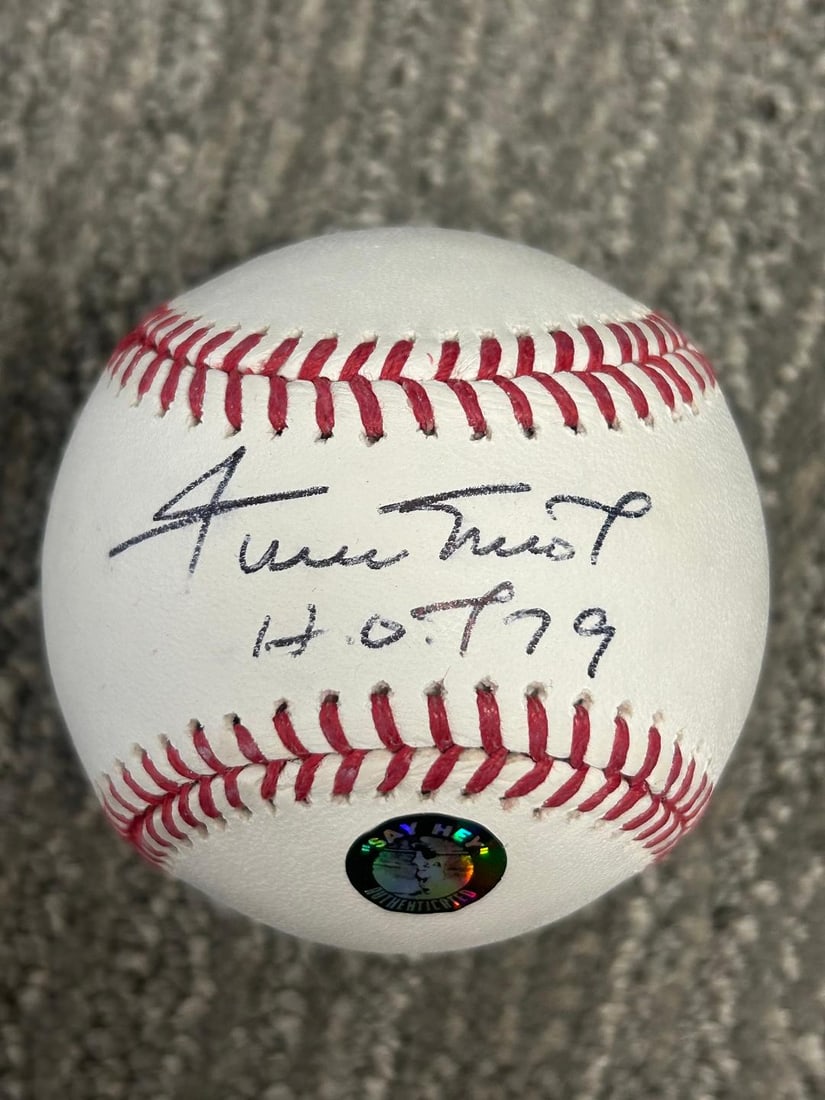 Willie Mays
H.O.F 79
"SAY HEY"
AUTHENTICATED